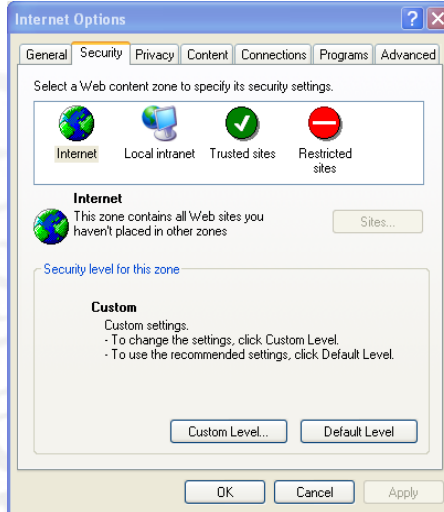 Internet Options
General Security Privacy Content Connections Programs Advanced
Select a Web content zone to specify its security settings.
Internet Local intranet Trusted sites Restricted
sites
Internet
This zone contains all Web sites you
haven't placed in other zones
Sites...
Security level for this zone
Custom
Custom settings.
- To change the settings, click Custom Level.
- To use the recommended settings, click Default Level.
Custom Level... Default Level
OK Cancel Apply